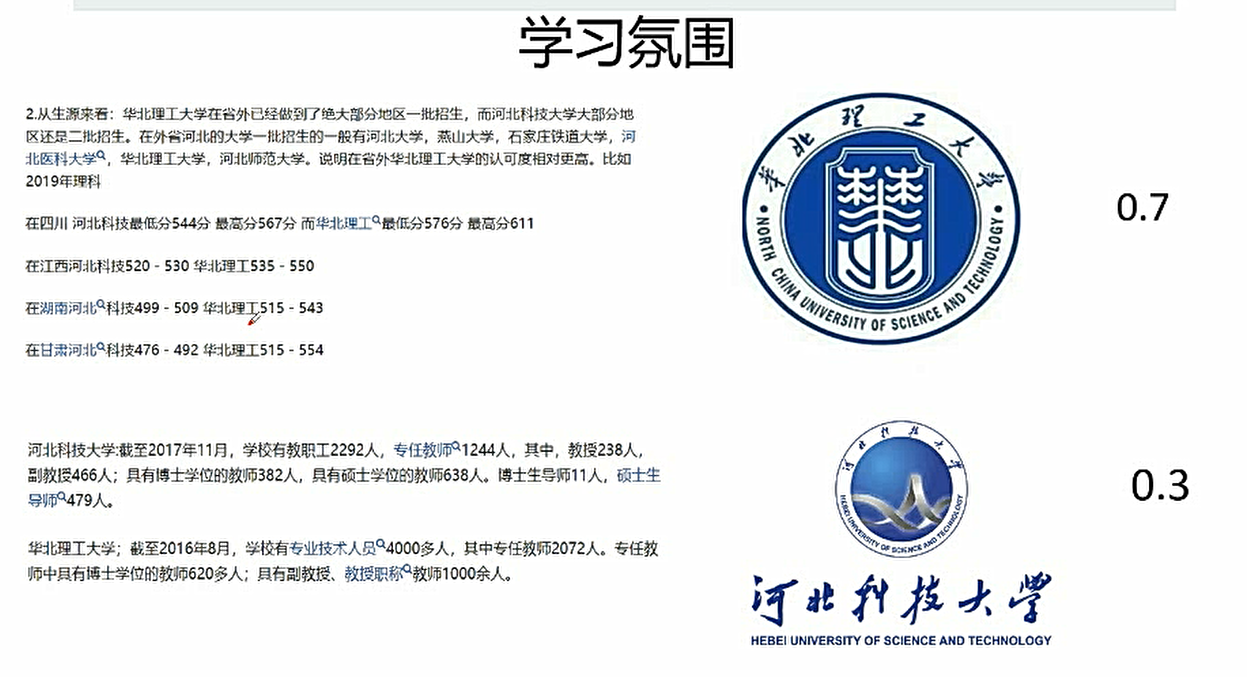 学习氛围
2.从生源来看：华北理工大学在省外已经做到了绝大部分地区一批招生，而河北科技大学大部分地
区还是二批招生。在外省河北的大学一批招生的一般有河北大学，燕山大学，石家庄铁道大学，河
北医科大学，华北理工大学，河北师范大学。说明在省外华北理工大学的认可度相对更高。比如
2019年理科
在四川 河北科技最低分544分 最高分567分 而华北理工最低分576分 最高分611
在江西河北科技520 - 530 华北理工535 - 550
在湖南河北科技499 - 509 华北理工515 - 543
在甘肃河北科技476 - 492 华北理工515 - 554
华北理工大学
NORTH CHINA UNIVERSITY OF SCIENCE AND TECHNOLOGY
0.7
河北科技大学:截至2017年11月，学校有教职工2292人，专任教师1244人，其中，教授238人，
副教授466人；具有博士学位的教师382人，具有硕士学位的教师638人。博士生导师11人，硕士生
导师479人。
华北理工大学；截至2016年8月，学校有专业技术人员4000多人，其中专任教师2072人。专任教
师中具有博士学位的教师620多人；具有副教授、教授职称教师1000余人。
河北科技大学
HEBEI UNIVERSITY OF SCIENCE AND TECHNOLOGY
0.3
河北科技大学
HEBEI UNIVERSITY OF SCIENCE AND TECHNOLOGY